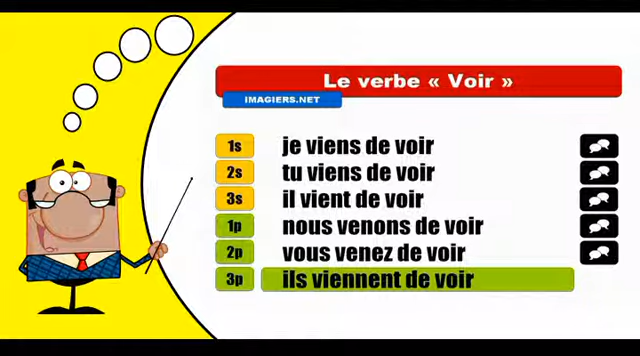 Le verbe « Voir »
IMAGIERS.NET
1s je viens de voir
2s tu viens de voir
3s il vient de voir
1p nous venons de voir
2p vous venez de voir
3p ils viennent de voir